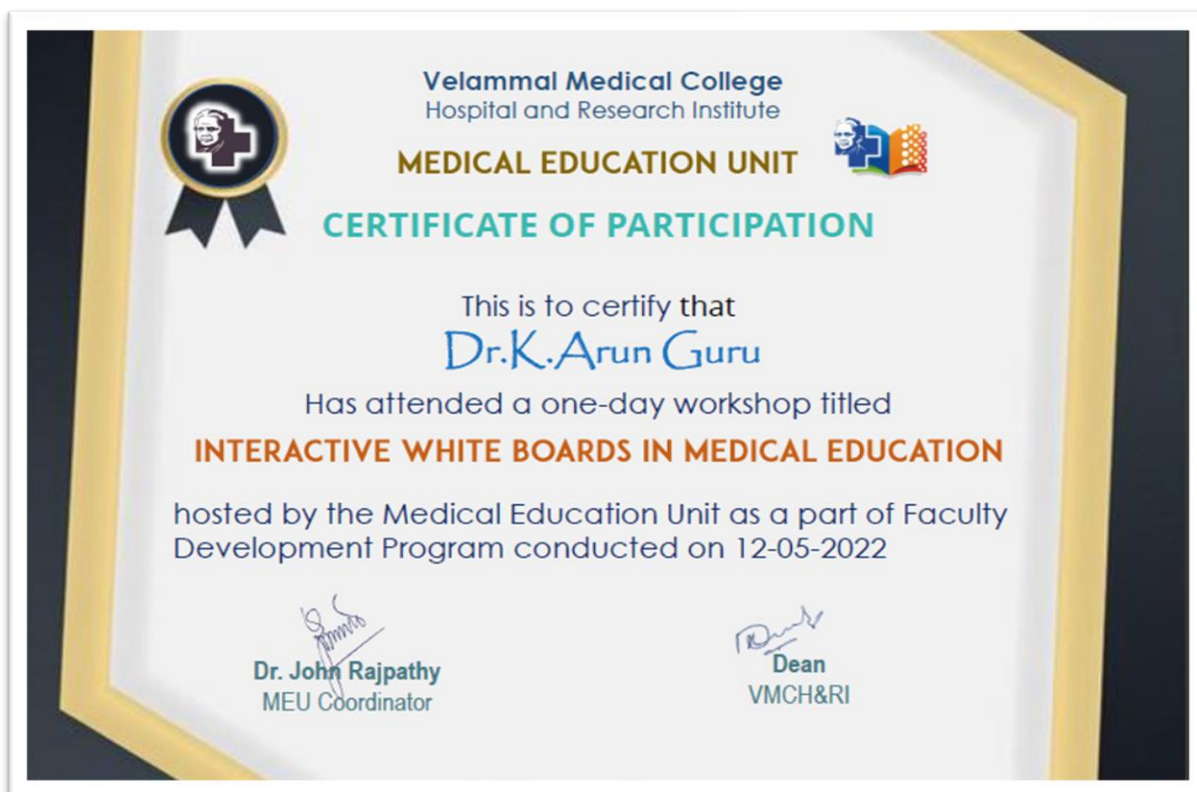 Velammal Medical College
Hospital and Research Institute
MEDICAL EDUCATION UNIT
CERTIFICATE OF PARTICIPATION
This is to certify that
Dr.K.Arun Guru
Has attended a one-day workshop titled
INTERACTIVE WHITE BOARDS IN MEDICAL EDUCATION
hosted by the Medical Education Unit as a part of Faculty
Development Program conducted on 12-05-2022
Dr. John Rajpathy
MEU Coordinator
Dean
VMCH&RI